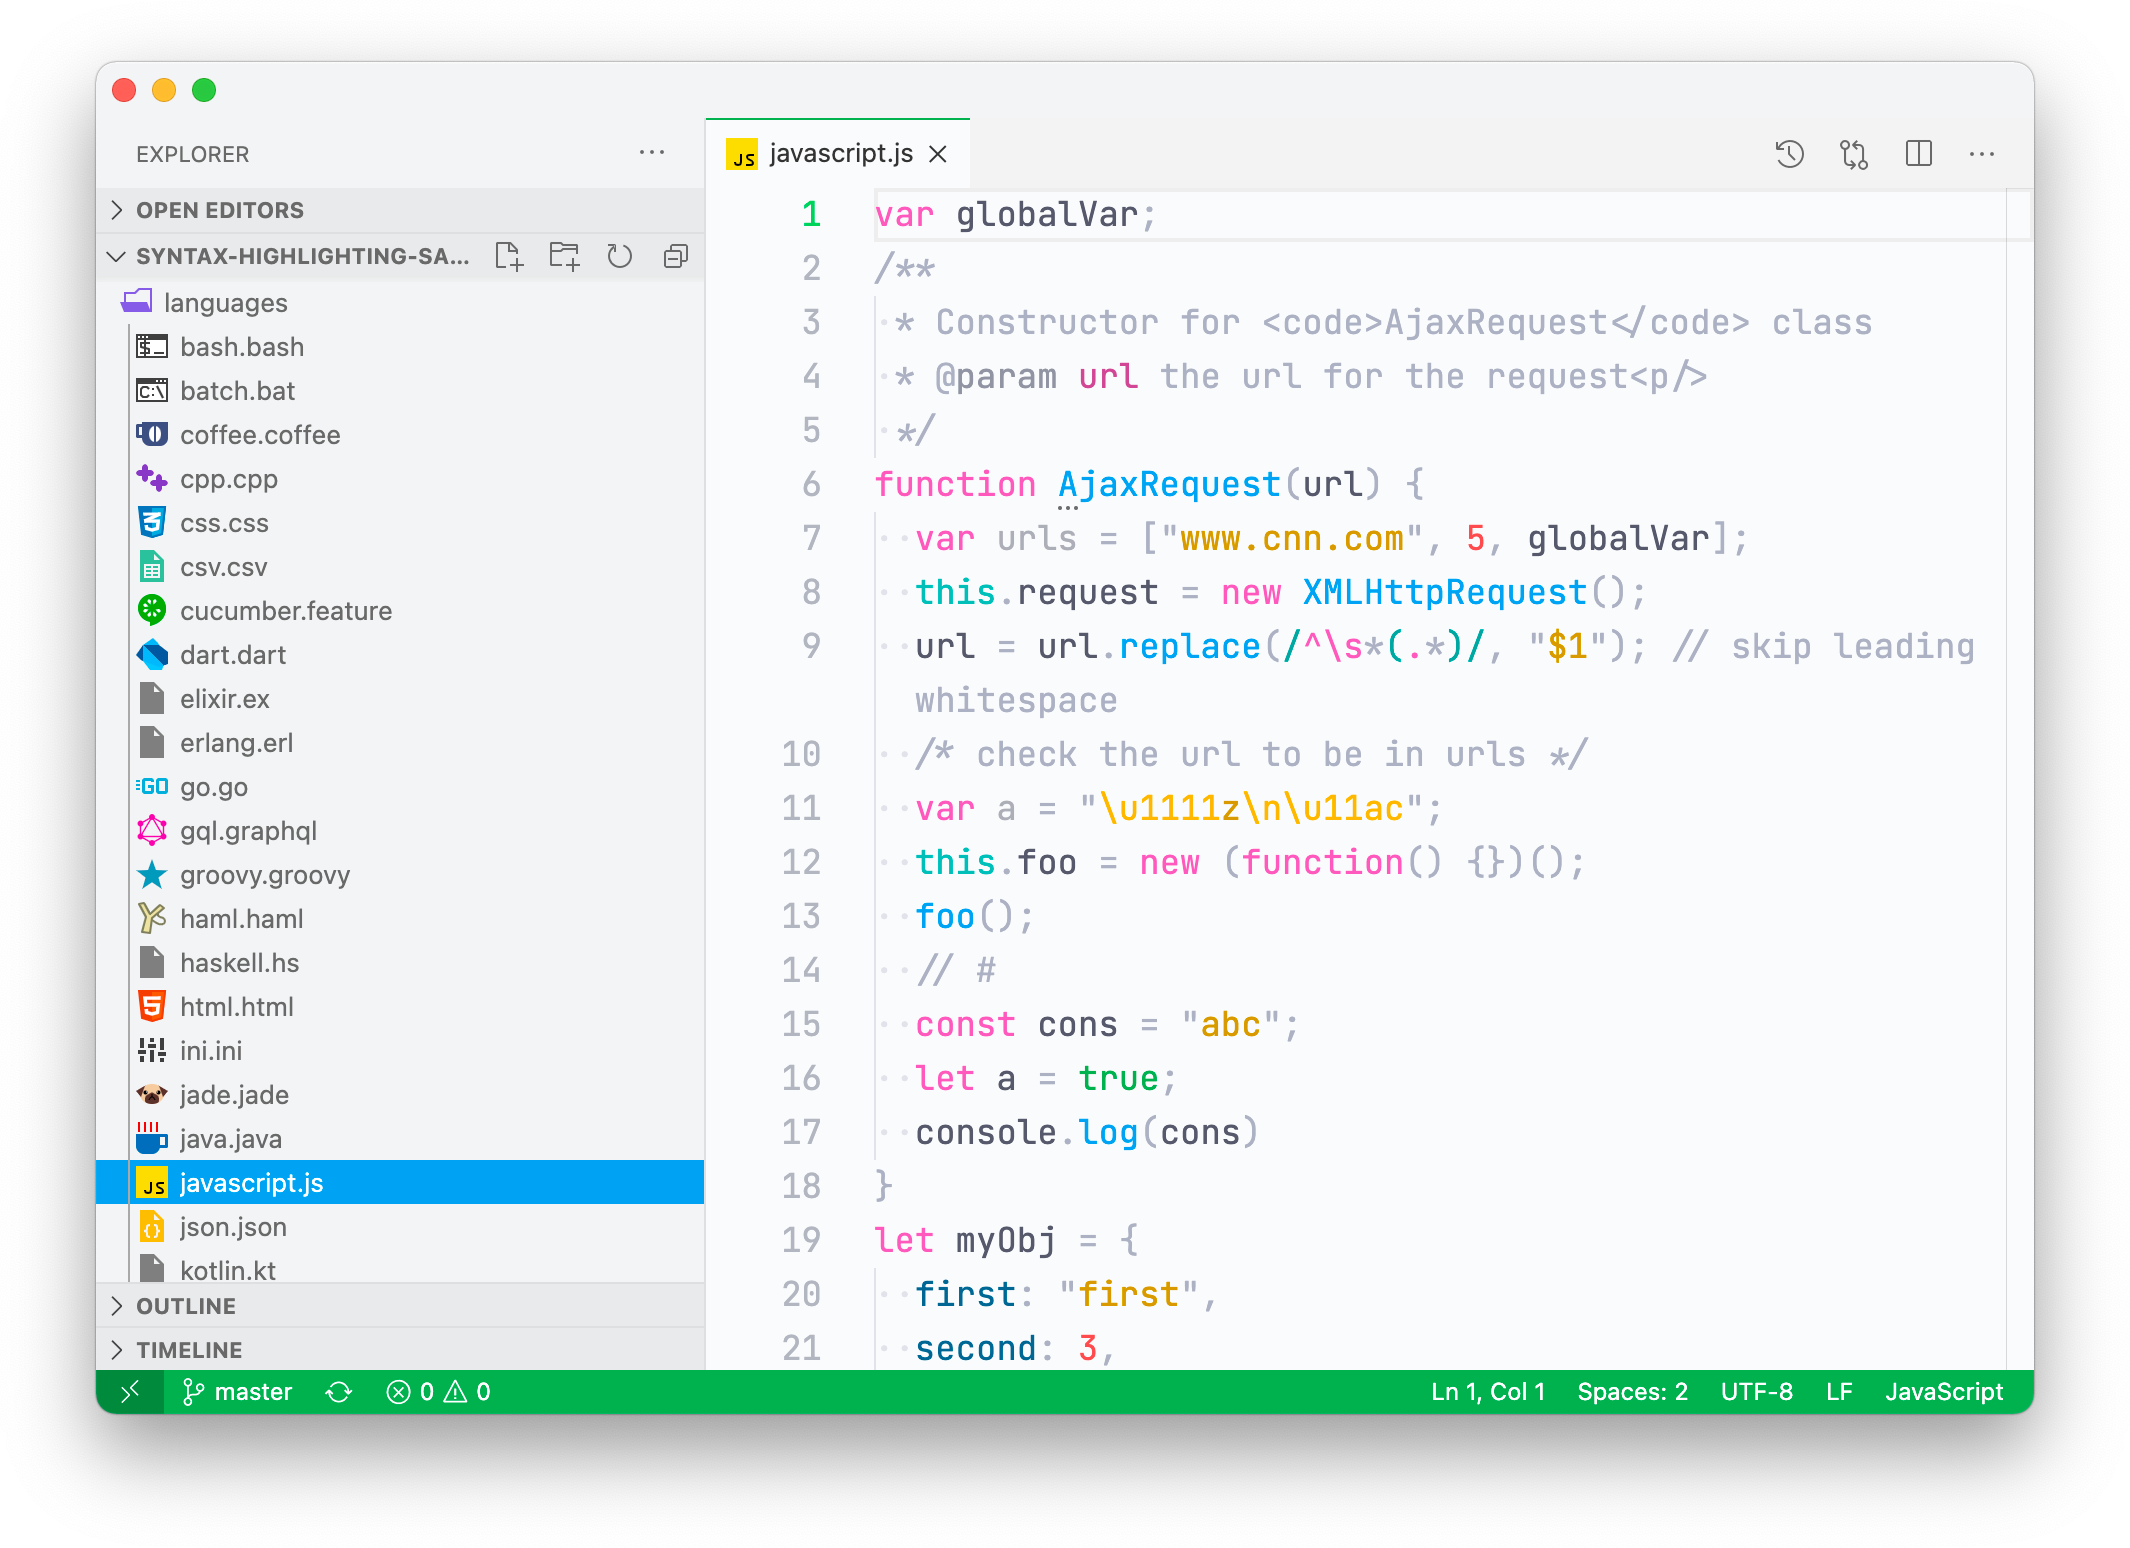 EXPLORER
OPEN EDITORS
SYNTAX-HIGHLIGHTING-SA...
languages
bash.bash
batch.bat
coffee.coffee
cpp.cpp
css.css
csv.csv
cucumber.feature
dart.dart
elixir.ex
erlang.erl
go.go
gql.graphql
groovy.groovy
haml.haml
haskell.hs
html.html
ini.ini
jade.jade
java.java
javascript.js
json.json
kotlin.kt
OUTLINE
TIMELINE
JS javascript.js
1 var globalVar;
2 /**
3  * Constructor for <code>AjaxRequest</code> class
4  * @param url the url for the request<p/>
5  */
6 function AjaxRequest(url) {
7   var urls = ["www.cnn.com", 5, globalVar];
8   this.request = new XMLHttpRequest();
9   url = url.replace(/^\s*(.*)/, "$1"); // skip leading
whitespace
10   /* check the url to be in urls */
11   var a = "\u1111z\n\u11ac";
12   this.foo = new (function() {})();
13   foo();
14   // #
15   const cons = "abc";
16   let a = true;
17   console.log(cons)
18 }
19 let myObj = {
20   first: "first",
21   second: 3,
master 0 0 Ln 1, Col 1 Spaces: 2 UTF-8 LF JavaScript